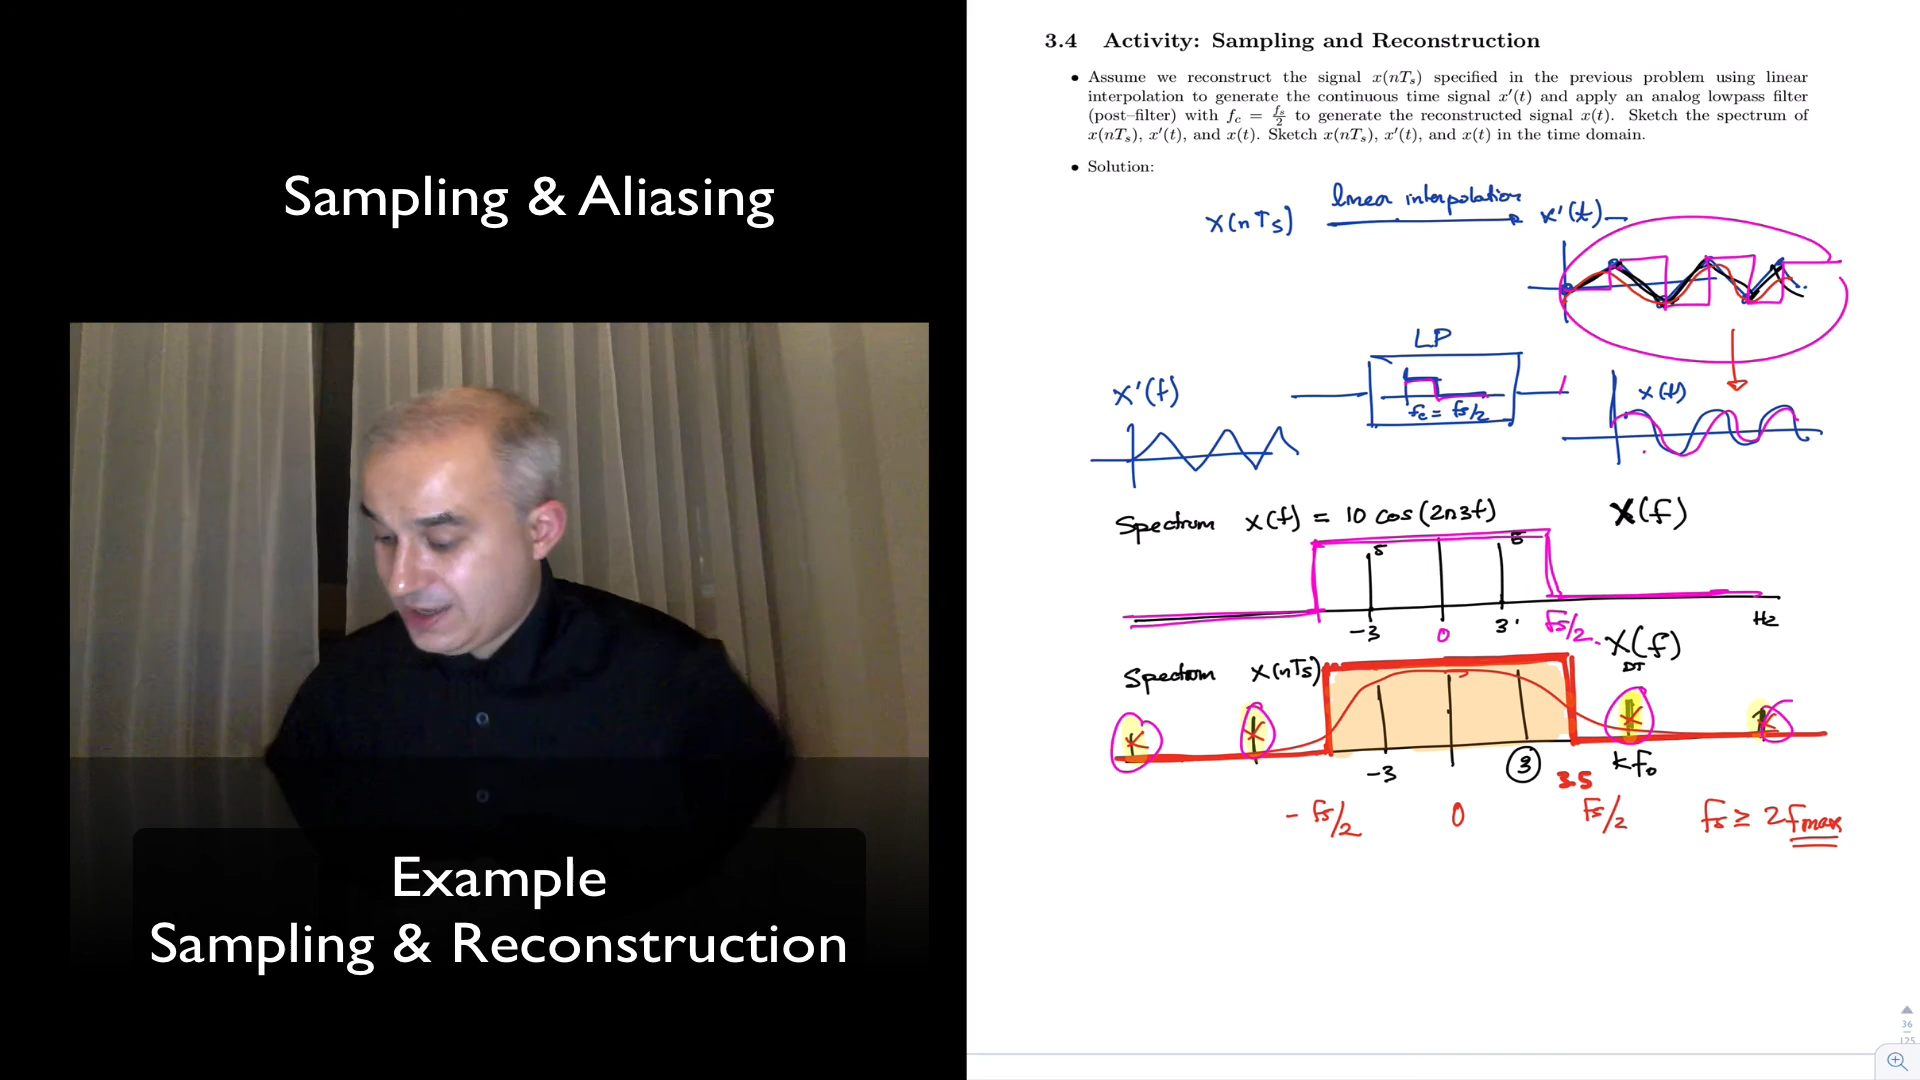 Sampling & Aliasing
Example
Sampling & Reconstruction
3.4 Activity: Sampling and Reconstruction
• Assume we reconstruct the signal x(nTs) specified in the previous problem using linear
interpolation to generate the continuous time signal x′(t) and apply an analog lowpass filter
(post–filter) with fc = fs/2 to generate the reconstructed signal x(t). Sketch the spectrum of
x(nTs), x′(t), and x(t). Sketch x(nTs), x′(t), and x(t) in the time domain.
• Solution:
x(nTs) linear interpolation x'(t)
LP
x'(t)
fc = fs/2
x(t)
Spectrum x(t) = 10 cos(2π3t) X(f)
5 5
-3 0 3 fs/2 Hz
Spectrum x(nTs) X(f)
DT
-3 3 3.5 kfo
- fs/2 0 fs/2 fs ≥ 2fmax
36
125